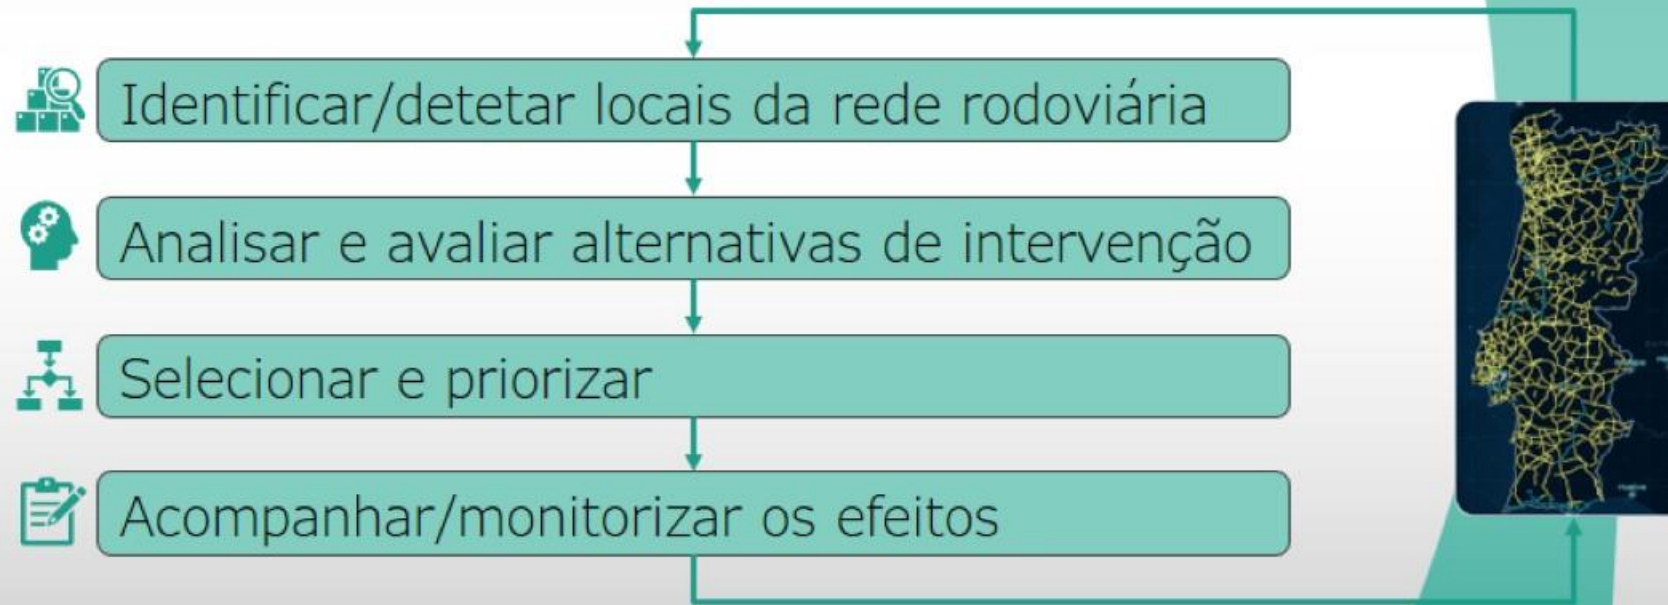 Identificar/detetar locais da rede rodoviária
Analisar e avaliar alternativas de intervenção
Selecionar e priorizar
Acompanhar/monitorizar os efeitos